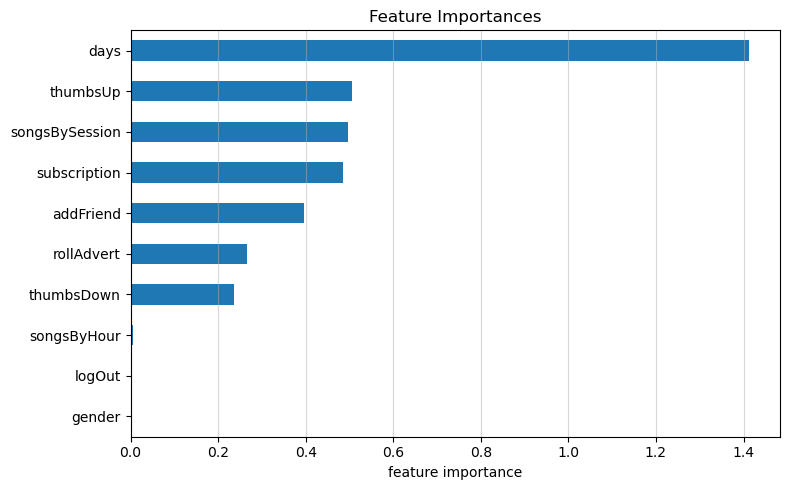 Feature Importances
days
thumbsUp
songsBySession
subscription
addFriend
rollAdvert
thumbsDown
songsByHour
logOut
gender
0.0 0.2 0.4 0.6 0.8 1.0 1.2 1.4
feature importance